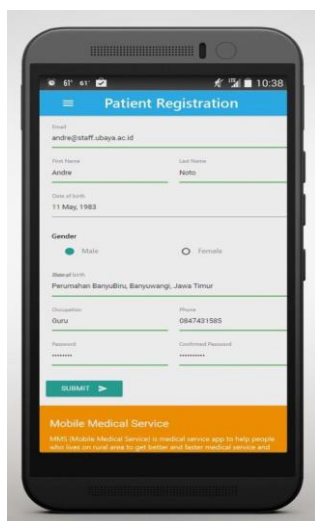 61° 61° 10:38
Patient Registration
Email
andre@staff.ubaya.ac.id
First Name Last Name
Andre Noto
Date of birth
11 May, 1983
Gender
Male Female
birth
Perumahan BanyuBiru, Banyuwangi, Jawa Timur
Occupation Phone
Guru 0847431585
Password Confirmed Password
SUBMIT
Mobile Medical Service
MMS (Mobile Medical Service) is medical service app to help people
who lives on rural area to get better and faster medical service and